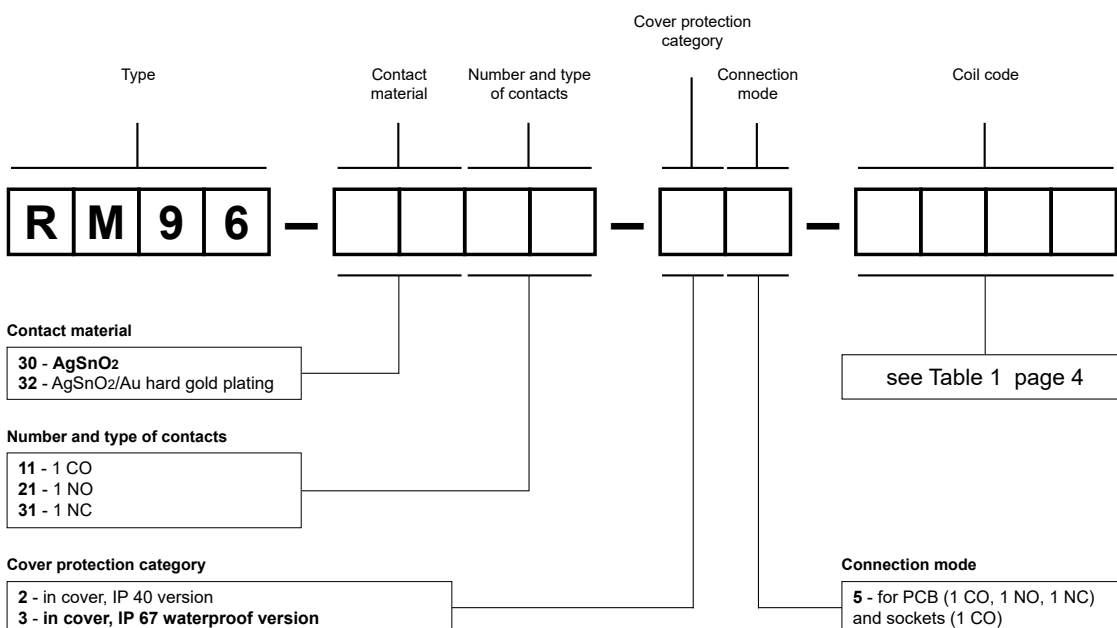 Cover protection
category
Type
Contact
material
Number and type
of contacts
Connection
mode
Coil code
R M 9 6 – – –
Contact material
30 - AgSnO2
32 - AgSnO2/Au hard gold plating
see Table 1 page 4
Number and type of contacts
11 - 1 CO
21 - 1 NO
31 - 1 NC
Cover protection category
2 - in cover, IP 40 version
3 - in cover, IP 67 waterproof version
Connection mode
5 - for PCB (1 CO, 1 NO, 1 NC)
and sockets (1 CO)